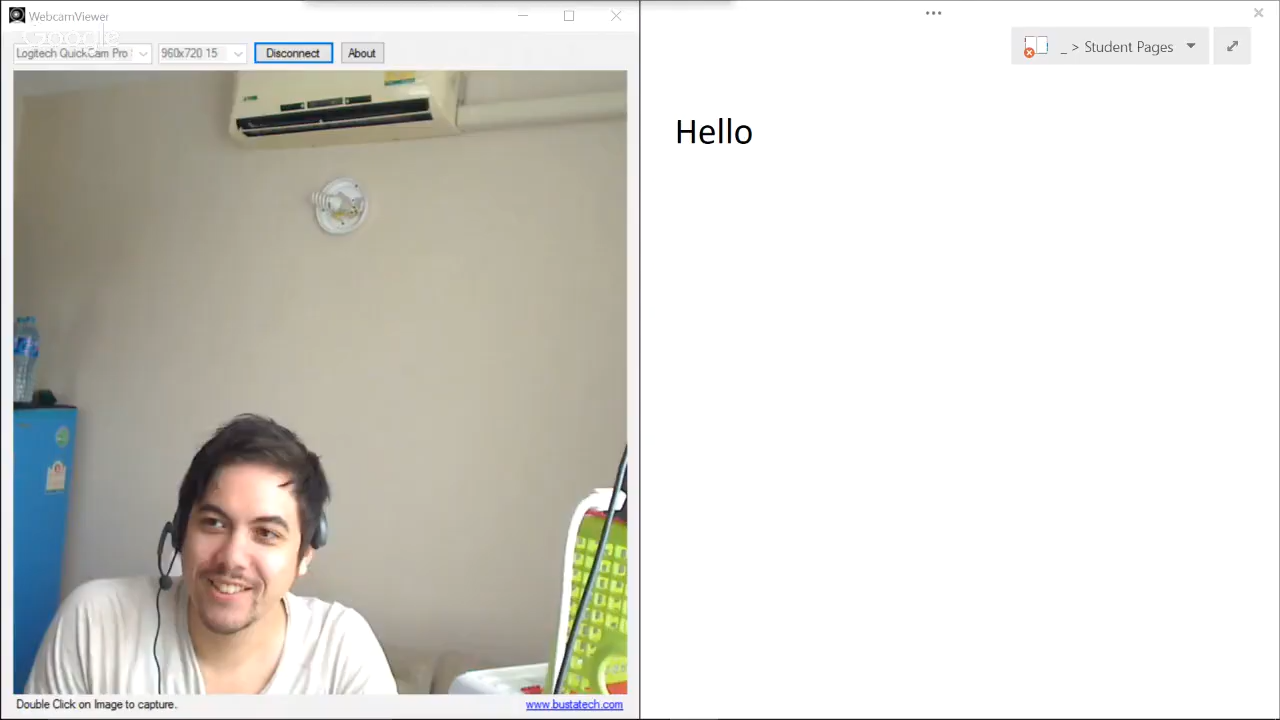 WebcamViewer
Google
Logitech QuickCam Pro
960x720 15
Disconnect
About
Double Click on Image to capture.
www.bustatech.com
_ > Student Pages
Hello